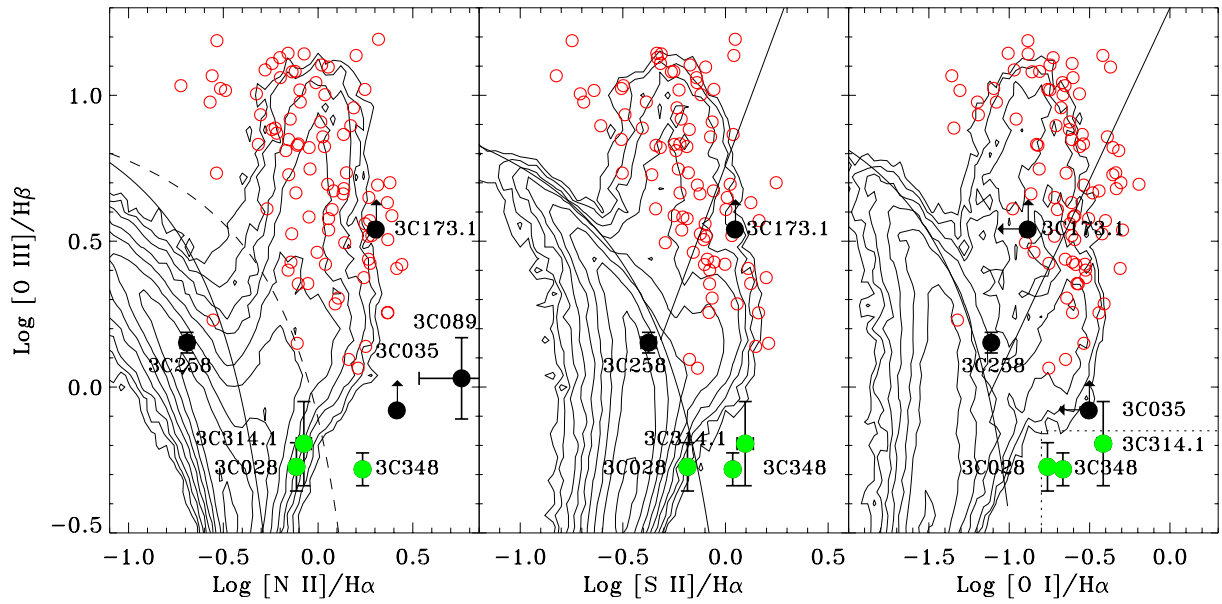 Log [O III]/Hβ
1.0
0.5
0.0
−0.5
3C173.1
3C089
3C035
3C258
3C314.1
3C028
3C348
−1.0
−0.5
0.0
Log [N II]/Hα
3C173.1
3C258
3C314.1
3C028
3C348
−1.0
−0.5
0.0
0.5
Log [S II]/Hα
3C173.1
3C258
3C035
3C314.1
3C028
3C348
−1.5
−1.0
−0.5
0.0
Log [O I]/Hα